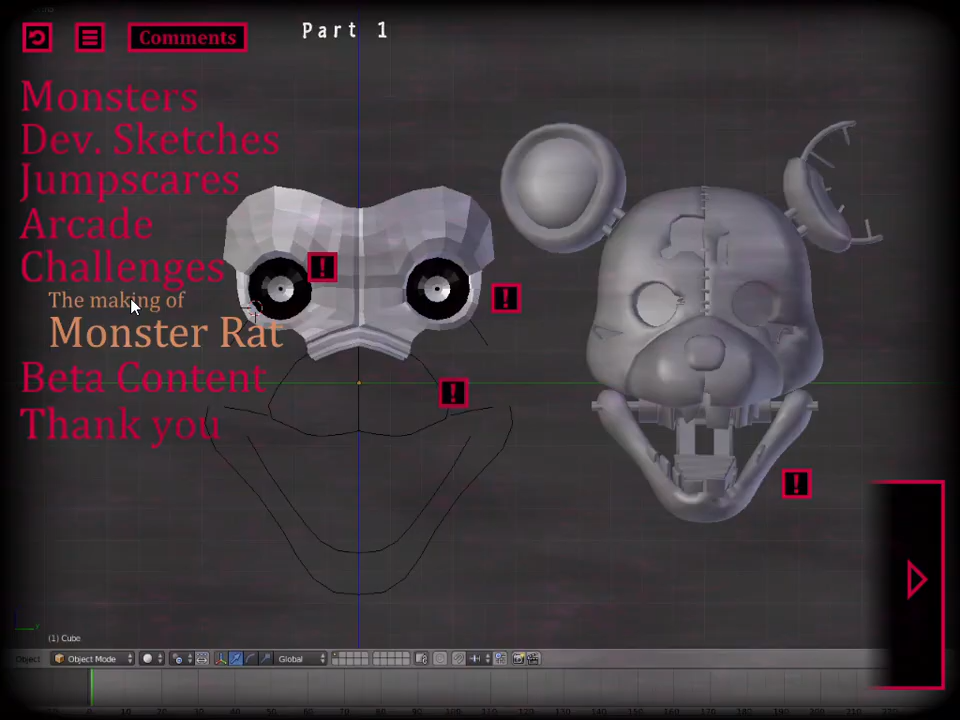 Part 1
Comments
Monsters
Dev. Sketches
Jumpscares
Arcade
Challenges
The making of
Monster Rat
Beta Content
Thank you
!
!
!
!
(1) Cube
Object Mode
Global